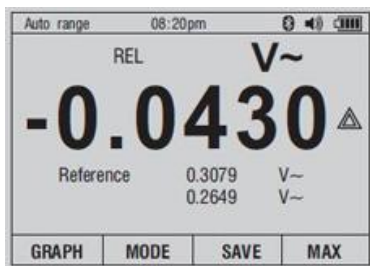 Auto range 08:20pm
REL V~
-0.0430
Reference 0.3079 V~
0.2649 V~
GRAPH MODE SAVE MAX